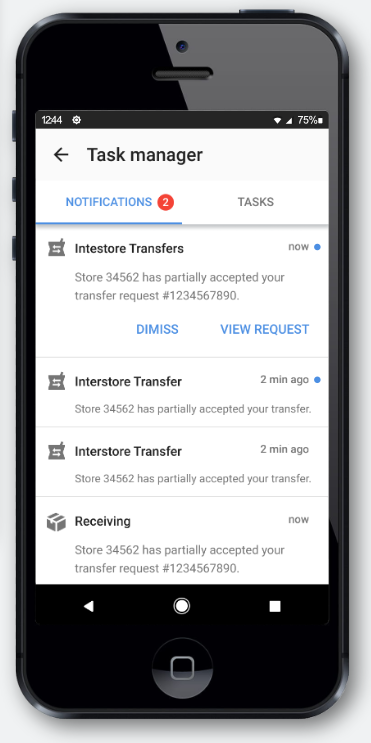 12:44 75%
Task manager
NOTIFICATIONS 2 TASKS
Intestore Transfers now
Store 34562 has partially accepted your
transfer request #1234567890.
DIMISS VIEW REQUEST
Interstore Transfer 2 min ago
Store 34562 has partially accepted your transfer.
Interstore Transfer 2 min ago
Store 34562 has partially accepted your transfer.
Receiving now
Store 34562 has partially accepted your
transfer request #1234567890.